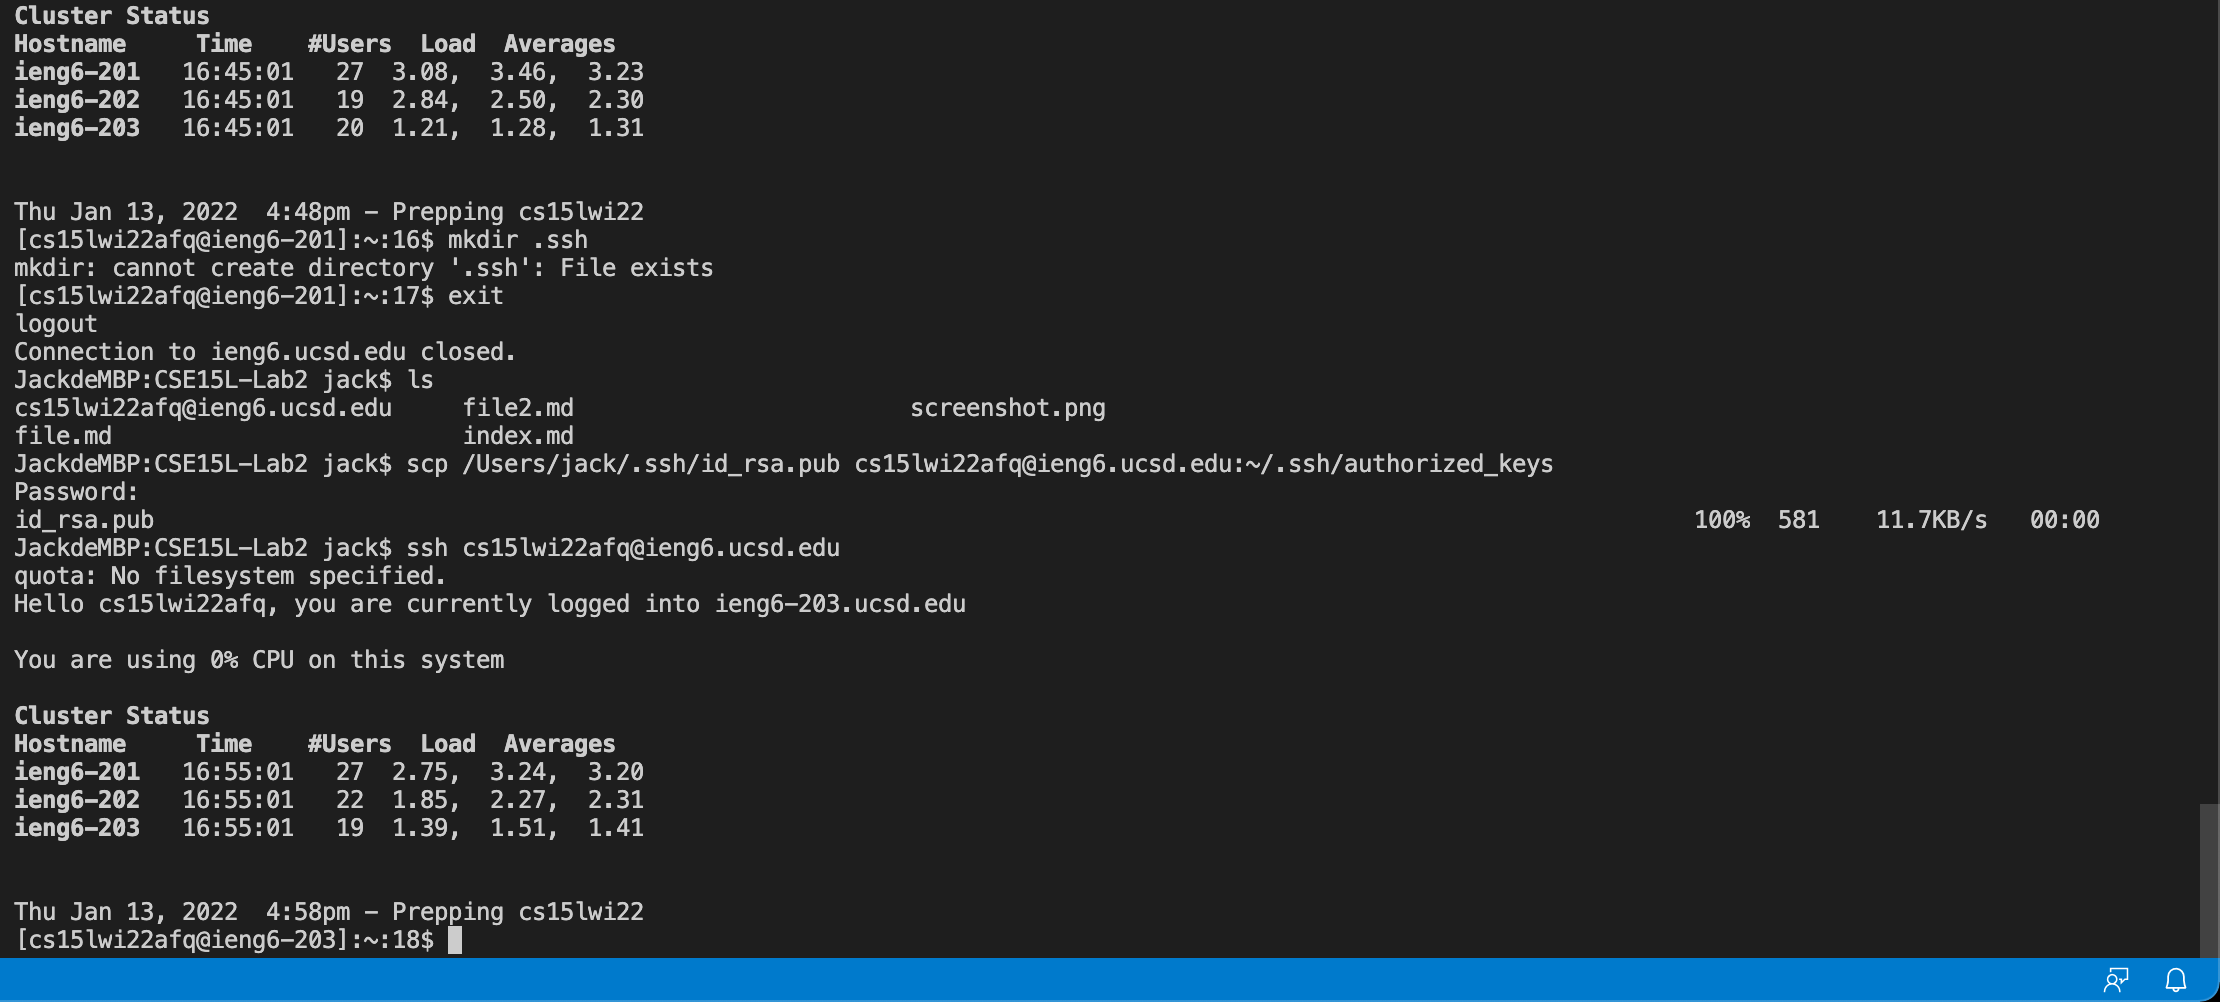 Cluster Status
Hostname     Time    #Users  Load  Averages
ieng6-201   16:45:01   27  3.08,  3.46,  3.23
ieng6-202   16:45:01   19  2.84,  2.50,  2.30
ieng6-203   16:45:01   20  1.21,  1.28,  1.31
Thu Jan 13, 2022  4:48pm - Prepping cs15lwi22
[cs15lwi22afq@ieng6-201]:~:16$ mkdir .ssh
mkdir: cannot create directory '.ssh': File exists
[cs15lwi22afq@ieng6-201]:~:17$ exit
logout
Connection to ieng6.ucsd.edu closed.
JackdeMBP:CSE15L-Lab2 jack$ ls
cs15lwi22afq@ieng6.ucsd.edu     file2.md                        screenshot.png
file.md                         index.md
JackdeMBP:CSE15L-Lab2 jack$ scp /Users/jack/.ssh/id_rsa.pub cs15lwi22afq@ieng6.ucsd.edu:~/.ssh/authorized_keys
Password:
id_rsa.pub                                                                                                              100%  581    11.7KB/s   00:00
JackdeMBP:CSE15L-Lab2 jack$ ssh cs15lwi22afq@ieng6.ucsd.edu
quota: No filesystem specified.
Hello cs15lwi22afq, you are currently logged into ieng6-203.ucsd.edu
You are using 0% CPU on this system
Cluster Status
Hostname     Time    #Users  Load  Averages
ieng6-201   16:55:01   27  2.75,  3.24,  3.20
ieng6-202   16:55:01   22  1.85,  2.27,  2.31
ieng6-203   16:55:01   19  1.39,  1.51,  1.41
Thu Jan 13, 2022  4:58pm - Prepping cs15lwi22
[cs15lwi22afq@ieng6-203]:~:18$